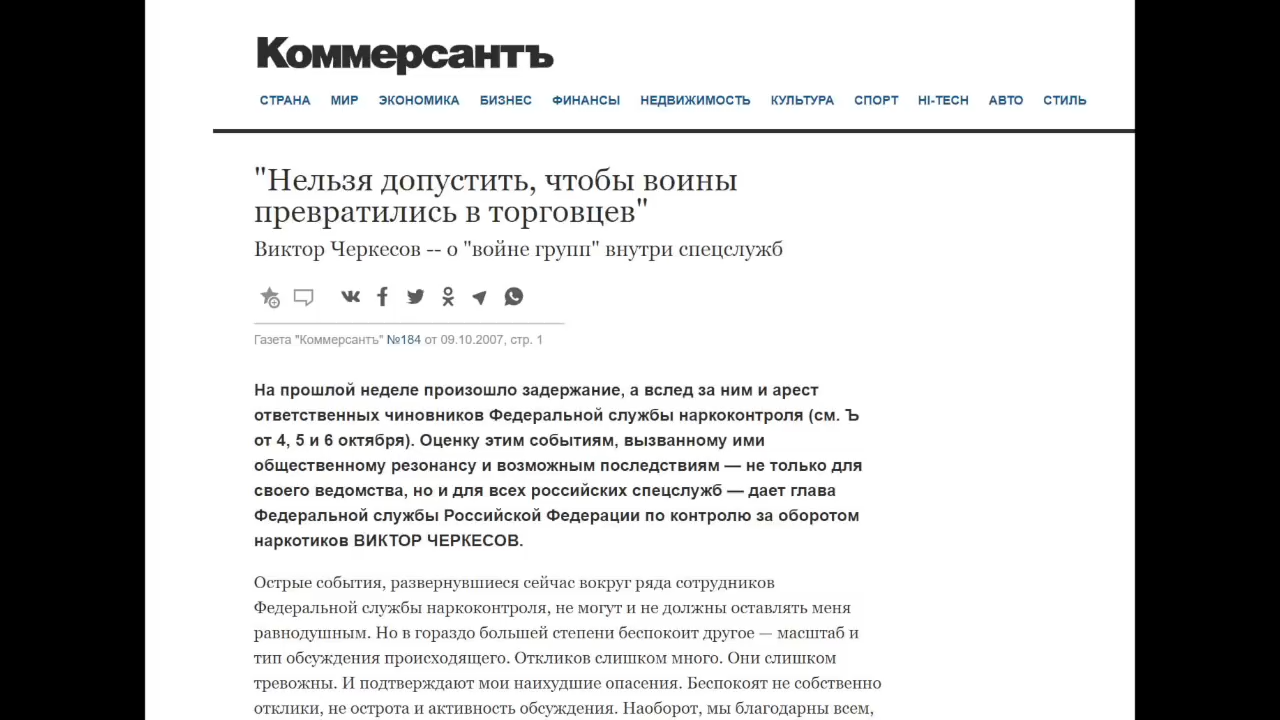 Коммерсантъ
СТРАНА МИР ЭКОНОМИКА БИЗНЕС ФИНАНСЫ НЕДВИЖИМОСТЬ КУЛЬТУРА СПОРТ HI-TECH АВТО СТИЛЬ
"Нельзя допустить, чтобы воины
превратились в торговцев"
Виктор Черкесов -- о "войне групп" внутри спецслужб
Газета "Коммерсантъ" №184 от 09.10.2007, стр. 1
На прошлой неделе произошло задержание, а вслед за ним и арест
ответственных чиновников Федеральной службы наркоконтроля (см. Ъ
от 4, 5 и 6 октября). Оценку этим событиям, вызванному ими
общественному резонансу и возможным последствиям — не только для
своего ведомства, но и для всех российских спецслужб — дает глава
Федеральной службы Российской Федерации по контролю за оборотом
наркотиков ВИКТОР ЧЕРКЕСОВ.
Острые события, развернувшиеся сейчас вокруг ряда сотрудников
Федеральной службы наркоконтроля, не могут и не должны оставлять меня
равнодушным. Но в гораздо большей степени беспокоит другое — масштаб и
тип обсуждения происходящего. Откликов слишком много. Они слишком
тревожны. И подтверждают мои наихудшие опасения. Беспокоят не собственно
отклики, не острота и активность обсуждения. Наоборот, мы благодарны всем,